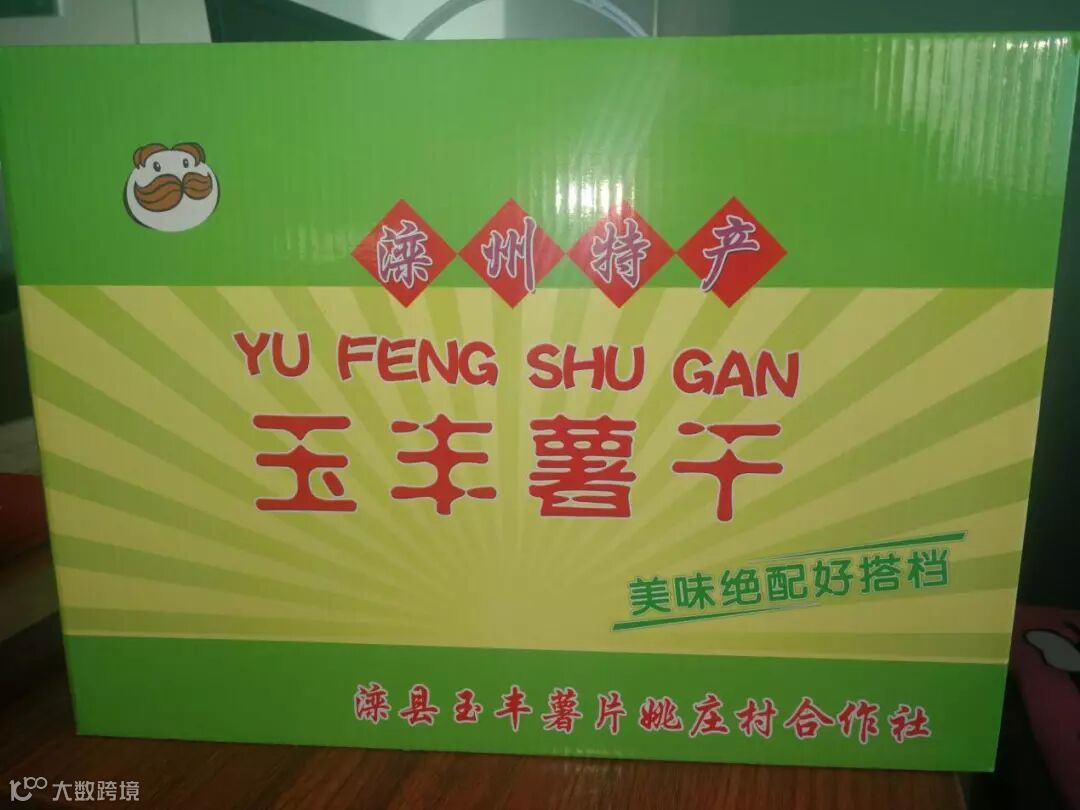 滦州特产
YU FENG SHU GAN
玉丰薯干
美味绝配好搭档
滦县玉丰薯片姚庄村合作社
大数跨境